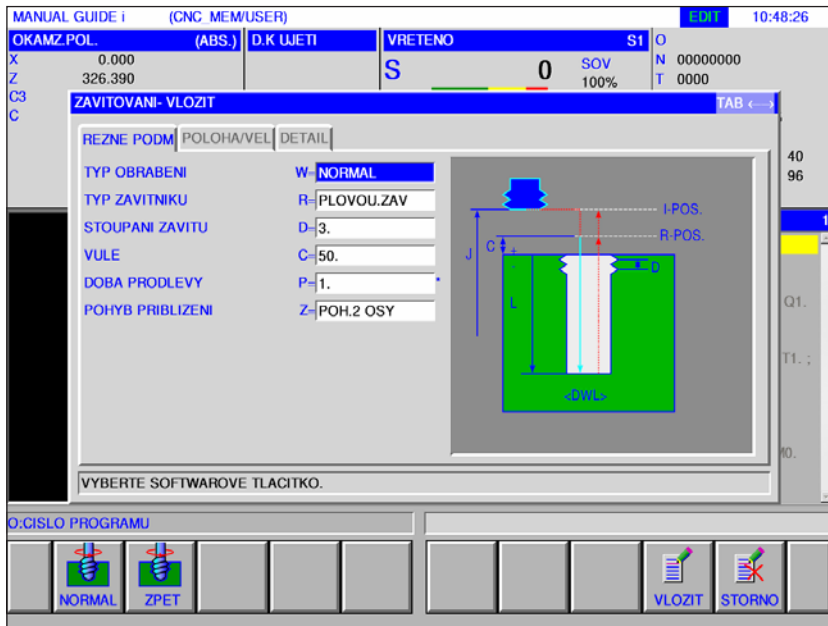 MANUAL GUIDE i (CNC_MEM/USER) EDIT 10:48:26
OKAMZ.POL. (ABS.) D.K UJETI VRETENO S1 O
X 0.000 S 0 SOV N 00000000
Z 326.390 100% T 0000
C3
C
ZAVITOVANI- VLOZIT TAB
REZNE PODM POLOHA/VEL DETAIL
TYP OBRABENI W= NORMAL
TYP ZAVITNIKU R= PLOVOU.ZAV
STOUPANI ZAVITU D= 3.
VULE C= 50.
DOBA PRODLEVY P= 1. *
POHYB PRIBLIZENI Z= POH.2 OSY
I-POS.
R-POS.
J
C
+
-
D
L
<DWL>
40
96
1
Q1.
T1. ;
VYBERTE SOFTWAROVE TLACITKO.
O:CISLO PROGRAMU
NORMAL ZPET VLOZIT STORNO